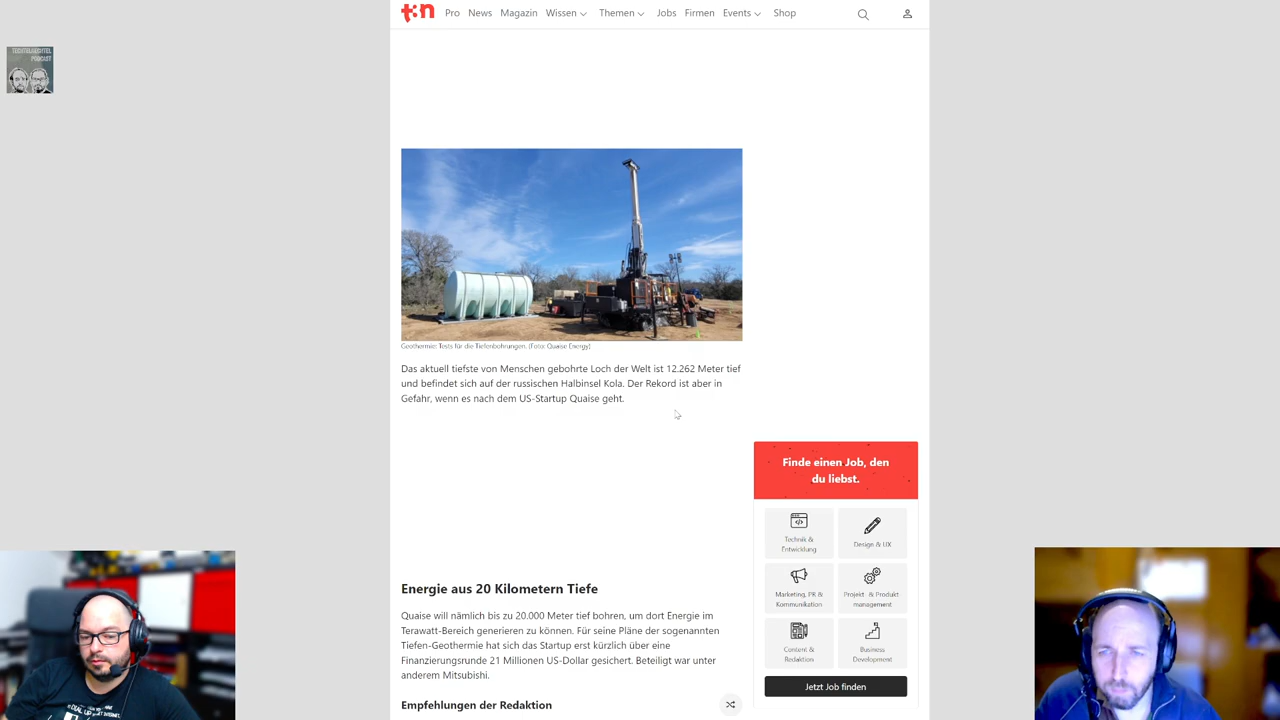 t3n
Pro News Magazin Wissen Themen Jobs Firmen Events Shop
TECHTELMECHTEL
PODCAST
Geothermie: Tests für die Tiefenbohrungen. (Foto: Quaise Energy)
Das aktuell tiefste von Menschen gebohrte Loch der Welt ist 12.262 Meter tief
und befindet sich auf der russischen Halbinsel Kola. Der Rekord ist aber in
Gefahr, wenn es nach dem US-Startup Quaise geht.
Finde einen Job, den
du liebst.
Technik &
Entwicklung
Design & UX
Marketing, PR &
Kommunikation
Projekt & Produkt
management
Content &
Redaktion
Business
Development
Jetzt Job finden
Energie aus 20 Kilometern Tiefe
Quaise will nämlich bis zu 20.000 Meter tief bohren, um dort Energie im
Terawatt-Bereich generieren zu können. Für seine Pläne der sogenannten
Tiefen-Geothermie hat sich das Startup erst kürzlich über eine
Finanzierungsrunde 21 Millionen US-Dollar gesichert. Beteiligt war unter
anderem Mitsubishi.
Empfehlungen der Redaktion